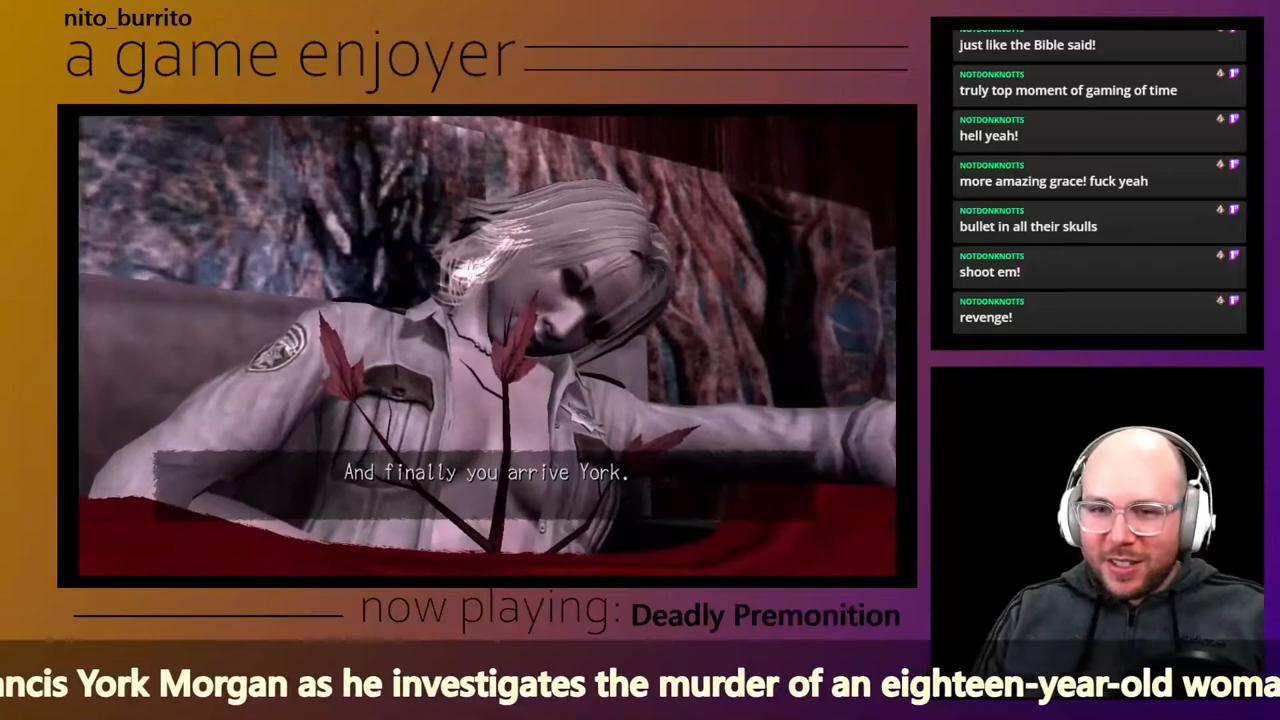 nito_burrito
a game enjoyer
just like the Bible said!
NOTDONKNOTTS
truly top moment of gaming of time
NOTDONKNOTTS
hell yeah!
NOTDONKNOTTS
more amazing grace! fuck yeah
NOTDONKNOTTS
bullet in all their skulls
NOTDONKNOTTS
shoot em!
NOTDONKNOTTS
revenge!
And finally you arrive York.
now playing: Deadly Premonition
ancis York Morgan as he investigates the murder of an eighteen-year-old woma